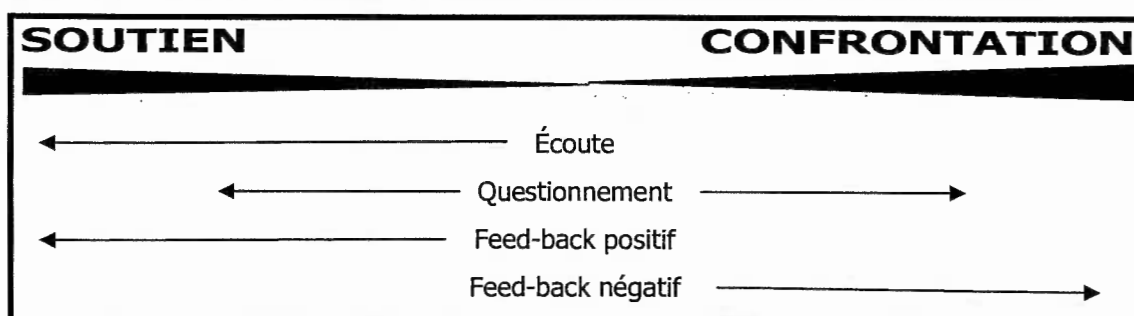 SOUTIEN CONFRONTATION
Écoute
Questionnement
Feed-back positif
Feed-back négatif